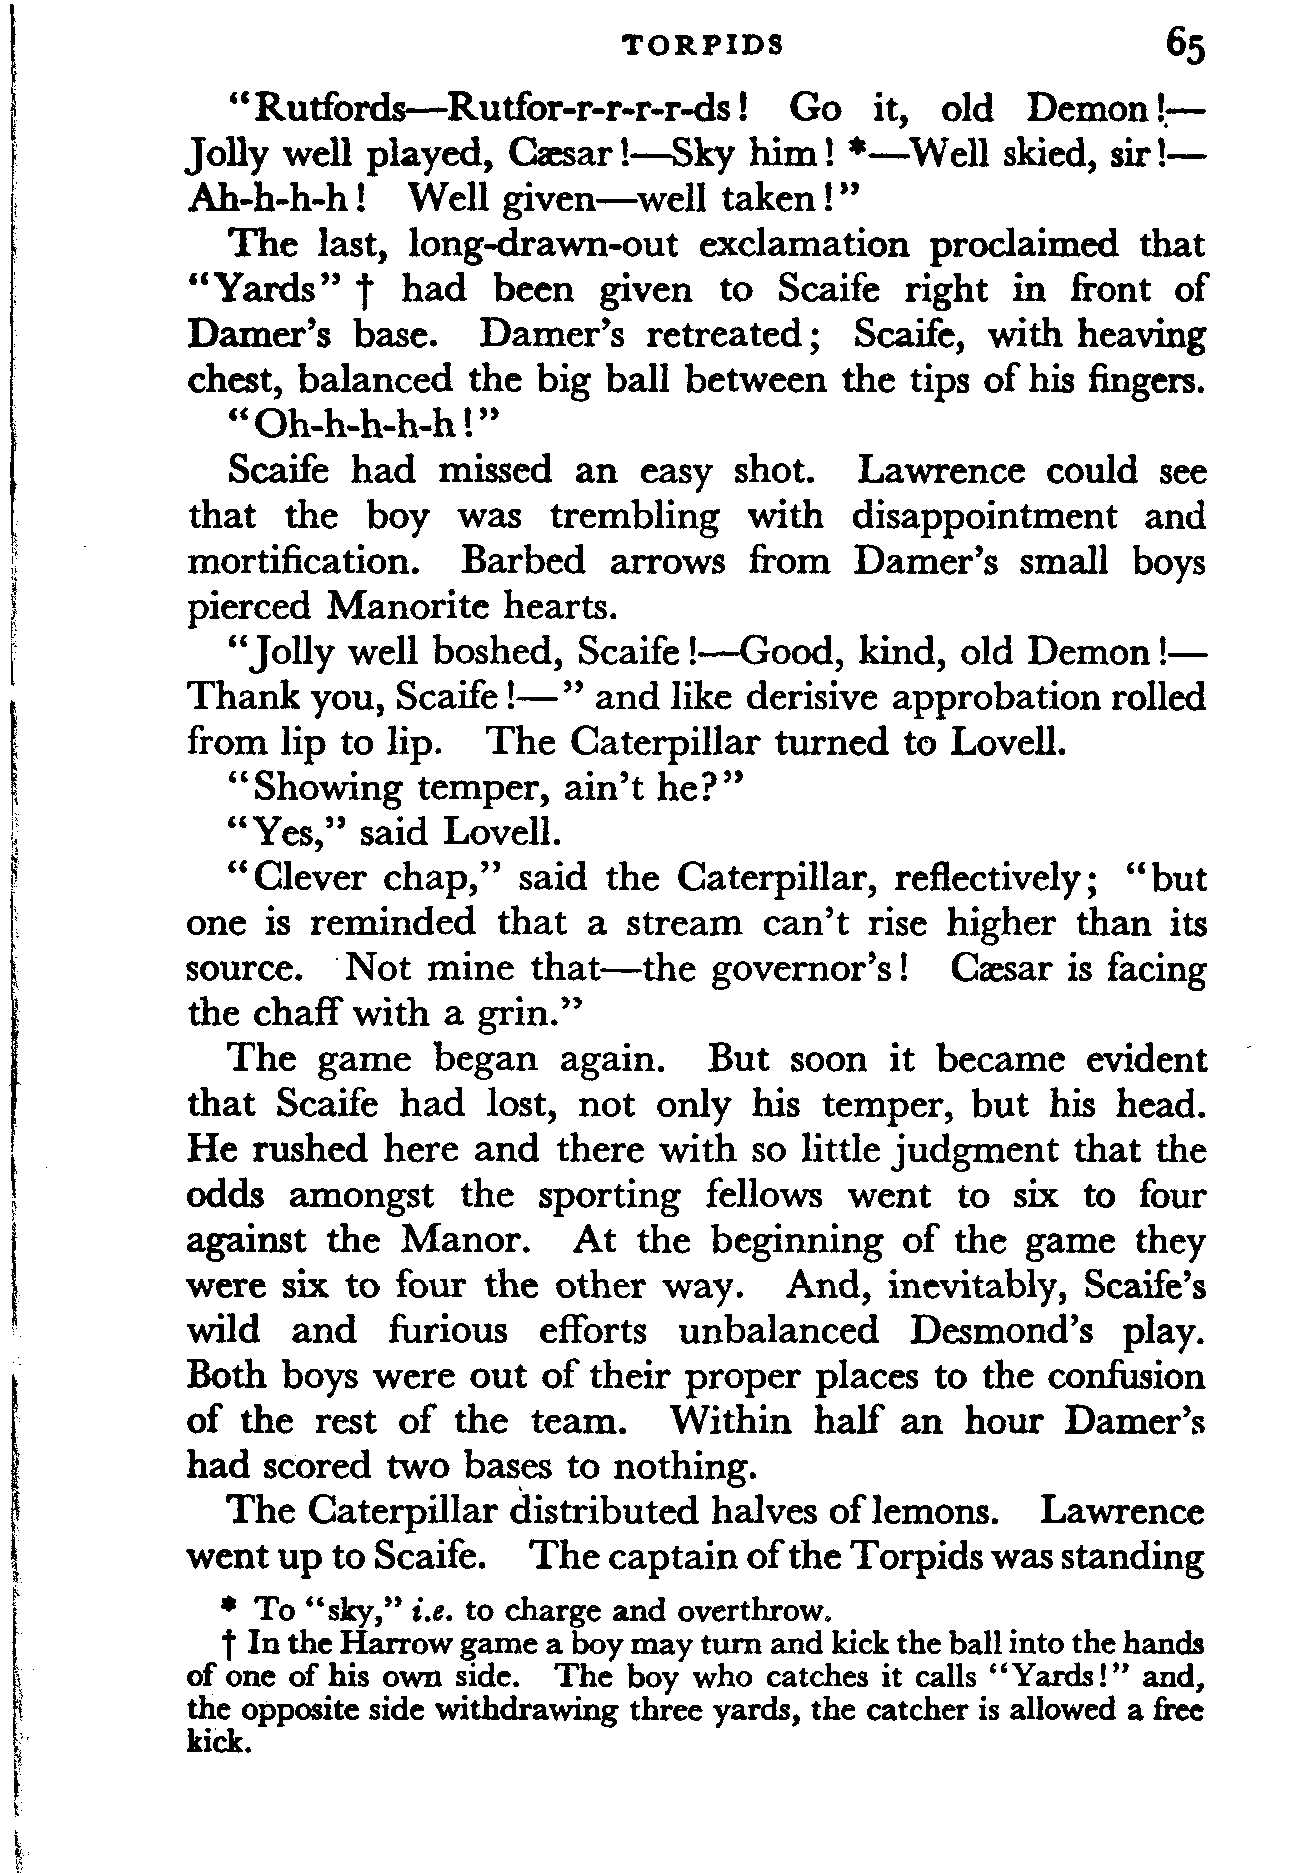 TORPIDS 65
“Rutfords—Rutfor-r-r-r-r-ds! Go it, old Demon!—
Jolly well played, Cæsar!—Sky him! *—Well skied, sir!—
Ah-h-h-h! Well given—well taken!”
The last, long-drawn-out exclamation proclaimed that
“Yards” † had been given to Scaife right in front of
Damer’s base. Damer’s retreated; Scaife, with heaving
chest, balanced the big ball between the tips of his fingers.
“Oh-h-h-h-h!”
Scaife had missed an easy shot. Lawrence could see
that the boy was trembling with disappointment and
mortification. Barbed arrows from Damer’s small boys
pierced Manorite hearts.
“Jolly well boshed, Scaife!—Good, kind, old Demon!—
Thank you, Scaife!—” and like derisive approbation rolled
from lip to lip. The Caterpillar turned to Lovell.
“Showing temper, ain’t he?”
“Yes,” said Lovell.
“Clever chap,” said the Caterpillar, reflectively; “but
one is reminded that a stream can’t rise higher than its
source. Not mine that—the governor’s! Cæsar is facing
the chaff with a grin.”
The game began again. But soon it became evident
that Scaife had lost, not only his temper, but his head.
He rushed here and there with so little judgment that the
odds amongst the sporting fellows went to six to four
against the Manor. At the beginning of the game they
were six to four the other way. And, inevitably, Scaife’s
wild and furious efforts unbalanced Desmond’s play.
Both boys were out of their proper places to the confusion
of the rest of the team. Within half an hour Damer’s
had scored two bases to nothing.
The Caterpillar distributed halves of lemons. Lawrence
went up to Scaife. The captain of the Torpids was standing
* To “sky,” i.e. to charge and overthrow.
† In the Harrow game a boy may turn and kick the ball into the hands
of one of his own side. The boy who catches it calls “Yards!” and,
the opposite side withdrawing three yards, the catcher is allowed a free
kick.